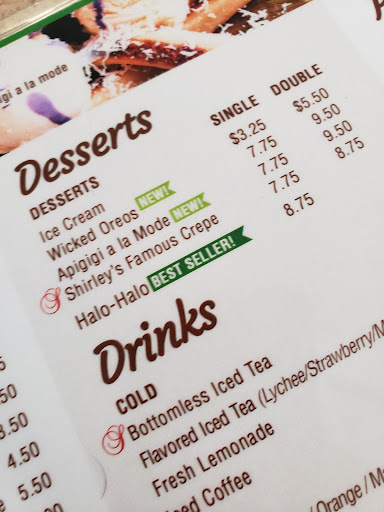 igi a la mode
Desserts
DESSERTS SINGLE DOUBLE
Ice Cream $3.25 $5.50
Wicked Oreos NEW! 7.75 9.50
Apigigi a la Mode NEW! 7.75 9.50
S Shirley's Famous Crepe 7.75 8.75
Halo-Halo BEST SELLER! 8.75
Drinks
COLD
S Bottomless Iced Tea
Flavored Iced Tea (Lychee/Strawberry/M
Fresh Lemonade
Iced Coffee
/Orange/M
.50
3.50
4.50
5.50